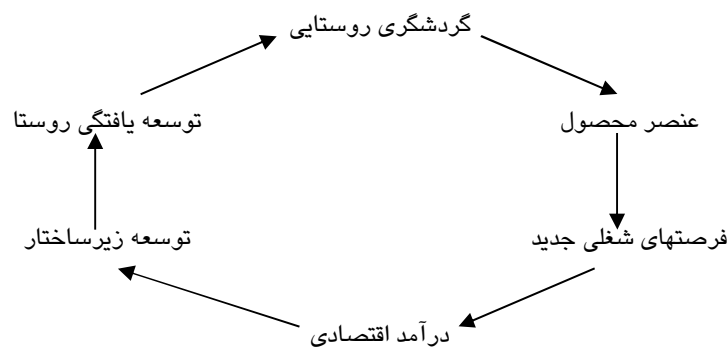 گردشگری روستایی
عنصر محصول
توسعه یافتگی روستا
فرصتهای شغلی جدید
توسعه زیرساختار
درآمد اقتصادی